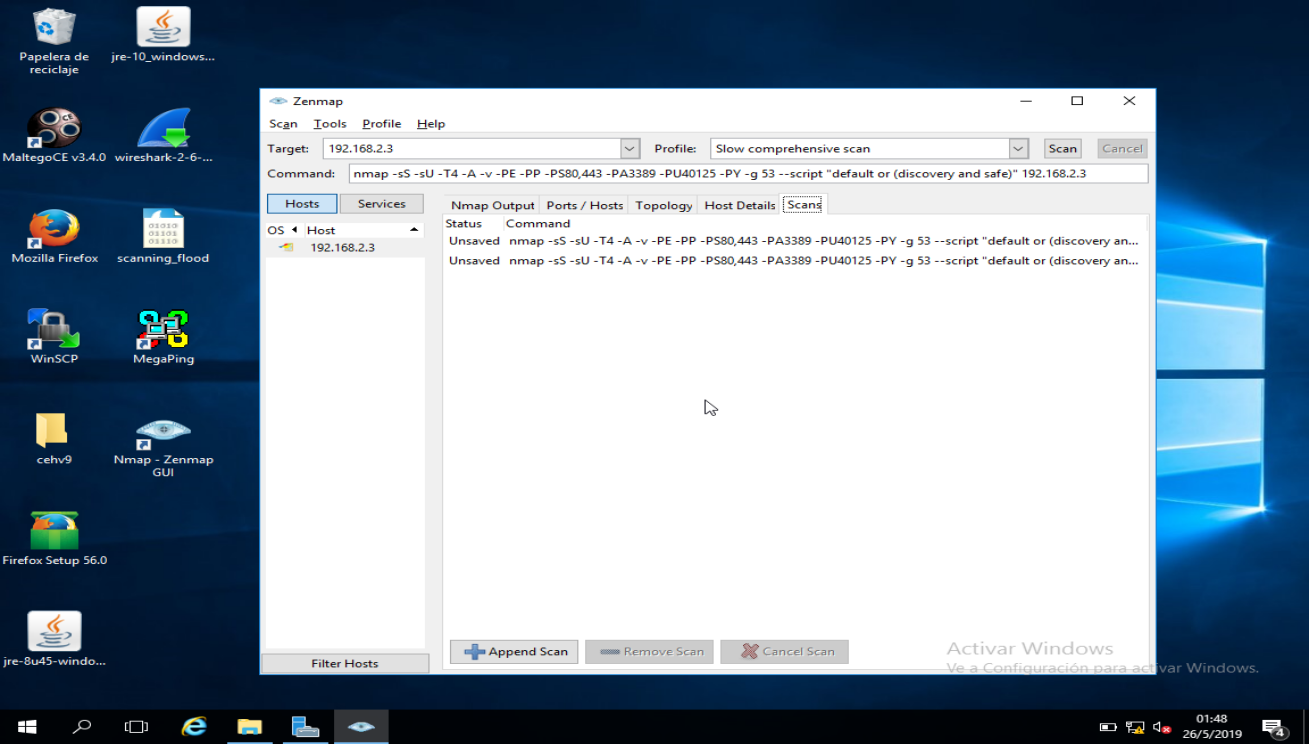 Papelera de
reciclaje
jre-10_windows...
MaltegoCE v3.4.0
wireshark-2-6-...
Mozilla Firefox
scanning_flood
WinSCP
MegaPing
cehv9
Nmap - Zenmap
GUI
Firefox Setup 56.0
jre-8u45-windo...
Zenmap
Scan Tools Profile Help
Target: 192.168.2.3 Profile: Slow comprehensive scan Scan Cancel
Command: nmap -sS -sU -T4 -A -v -PE -PP -PS80,443 -PA3389 -PU40125 -PY -g 53 --script "default or (discovery and safe)" 192.168.2.3
Hosts Services
Nmap Output Ports / Hosts Topology Host Details Scans
OS Host
192.168.2.3
Status Command
Unsaved nmap -sS -sU -T4 -A -v -PE -PP -PS80,443 -PA3389 -PU40125 -PY -g 53 --script "default or (discovery an...
Unsaved nmap -sS -sU -T4 -A -v -PE -PP -PS80,443 -PA3389 -PU40125 -PY -g 53 --script "default or (discovery an...
Append Scan Remove Scan Cancel Scan
Filter Hosts
Activar Windows
Ve a Configuración para activar Windows.
01:48
26/5/2019
4